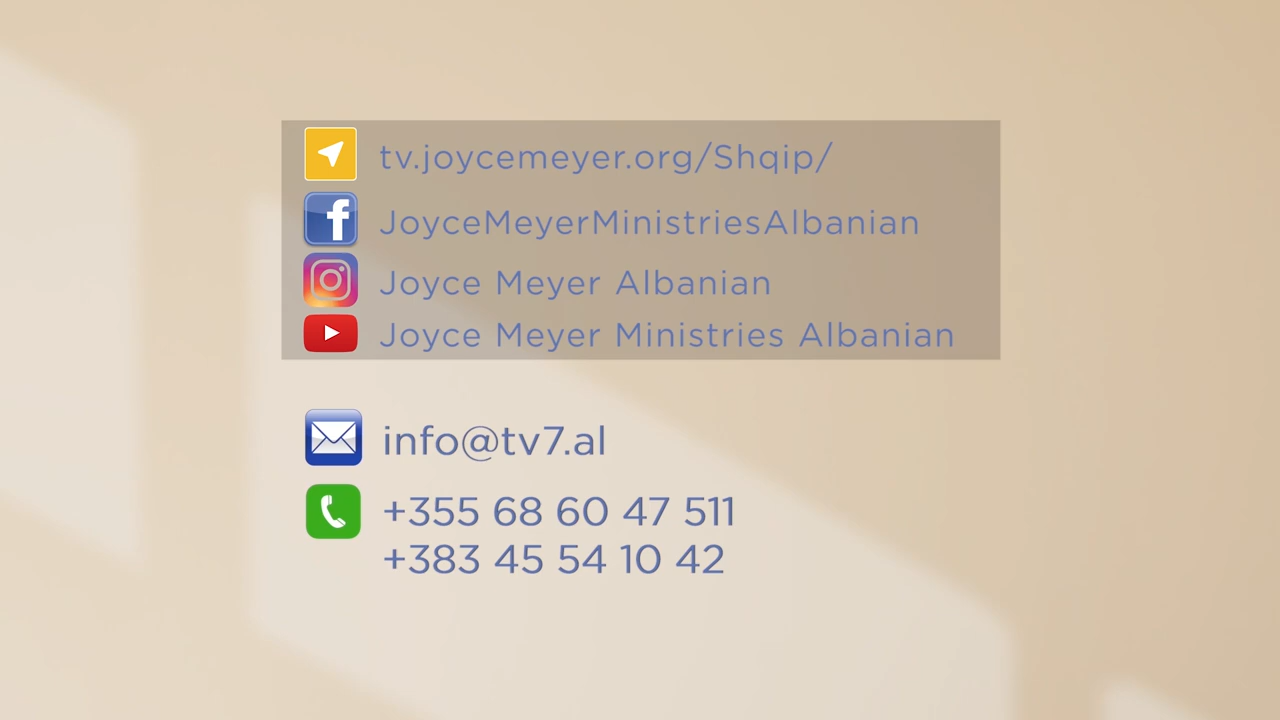 tv.joycemeyer.org/Shqip/
JoyceMeyerMinistriesAlbanian
Joyce Meyer Albanian
Joyce Meyer Ministries Albanian
info@tv7.al
+355 68 60 47 511
+383 45 54 10 42